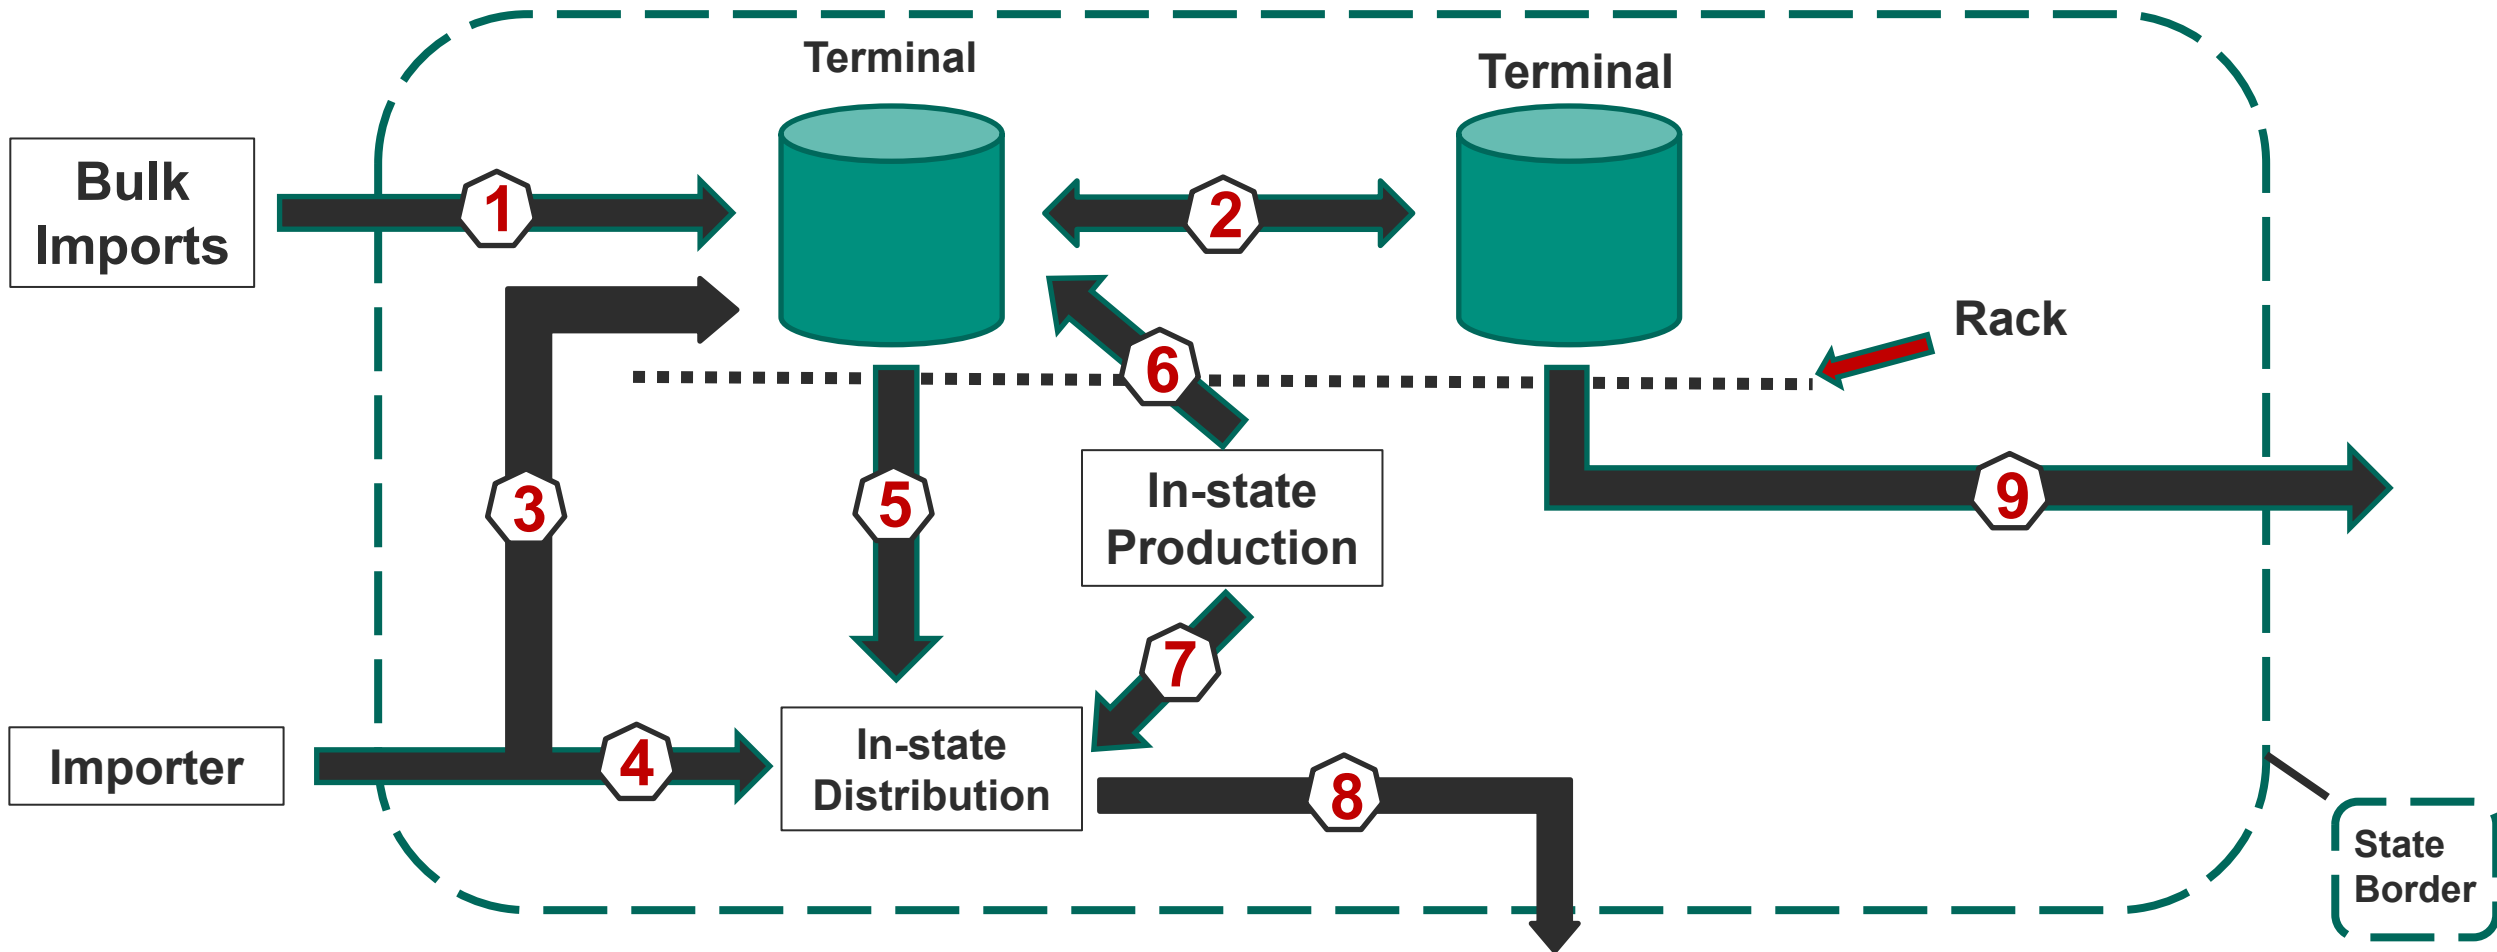 Terminal
Terminal
Bulk
Imports
1
2
Rack
6
3
5
In-state
Production
9
7
Importer
4
In-state
Distribution
8
State
Border